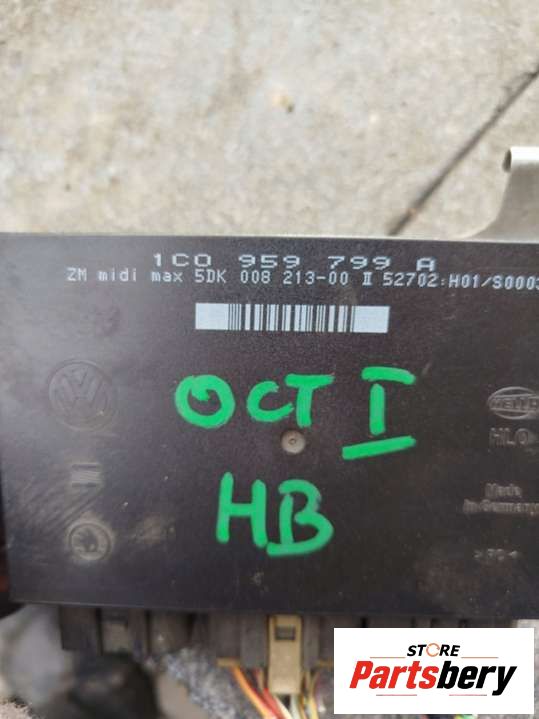 1C0 959 799 A
ZM midi max 5DK 008 213-00 II 52702:H01/S0003
OCT I
HB
HELLA
HLO
Made
in Germany
>PC<
STORE
Partsbery